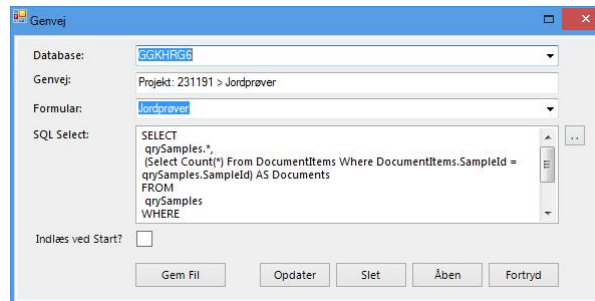 Genvej
Database: GGKHRG6
Genvej: Projekt: 231191 > Jordprøver
Formular: Jordprøver
SQL Select: SELECT
qrySamples.*,
(Select Count(*) From DocumentItems Where DocumentItems.SampleId =
qrySamples.SampleId) AS Documents
FROM
qrySamples
WHERE
..
Indlæs ved Start?
Gem Fil Opdater Slet Åben Fortryd